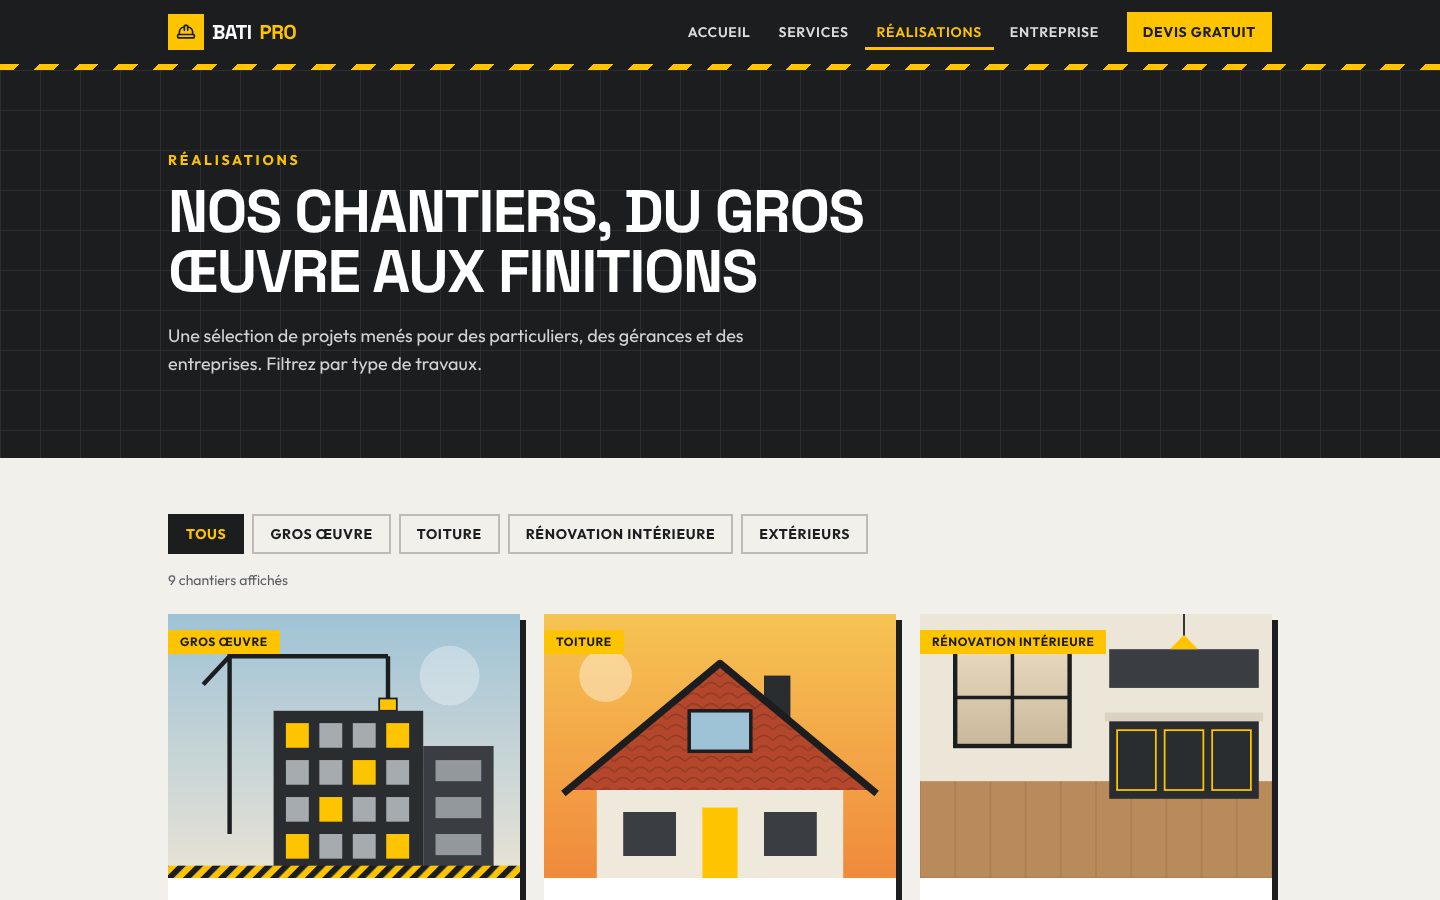 BATI PRO
ACCUEIL SERVICES RÉALISATIONS ENTREPRISE DEVIS GRATUIT
RÉALISATIONS
NOS CHANTIERS, DU GROS
ŒUVRE AUX FINITIONS
Une sélection de projets menés pour des particuliers, des gérances et des
entreprises. Filtrez par type de travaux.
TOUS GROS ŒUVRE TOITURE RÉNOVATION INTÉRIEURE EXTÉRIEURS
9 chantiers affichés
GROS ŒUVRE TOITURE RÉNOVATION INTÉRIEURE